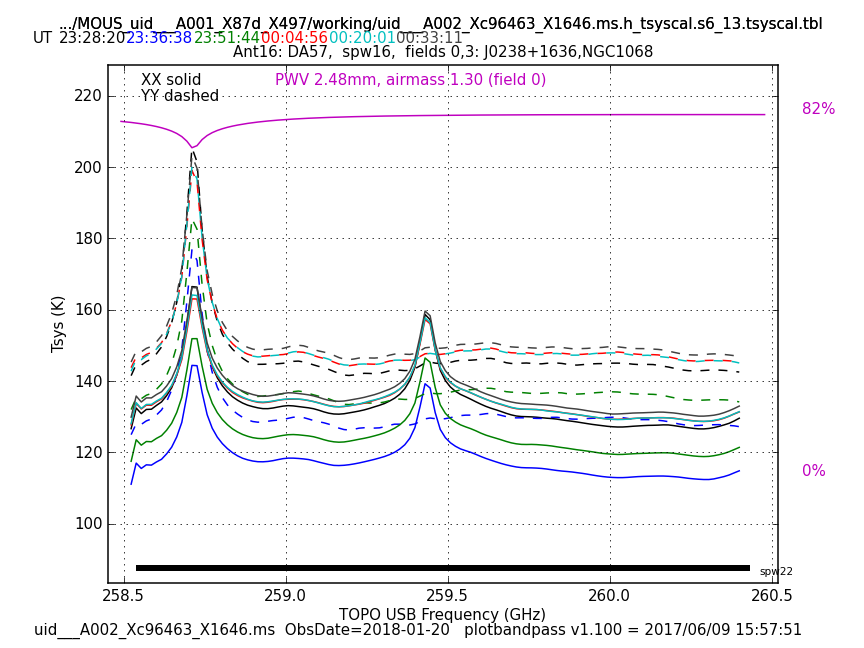 .../MOUS_uid___A001_X87d_X497/working/uid___A002_Xc96463_X1646.ms.h_tsyscal.s6_13.tsyscal.tbl
UT 23:28:20 23:36:38 23:51:44 00:04:56 00:20:01 00:33:11
Ant16: DA57, spw16, fields 0,3: J0238+1636,NGC1068
XX solid
PWV 2.48mm, airmass 1.30 (field 0)
YY dashed
82%
0%
220
200
180
160
140
120
100
Tsys (K)
spw22
258.5 259.0 259.5 260.0 260.5
TOPO USB Frequency (GHz)
uid___A002_Xc96463_X1646.ms ObsDate=2018-01-20 plotbandpass v1.100 = 2017/06/09 15:57:51